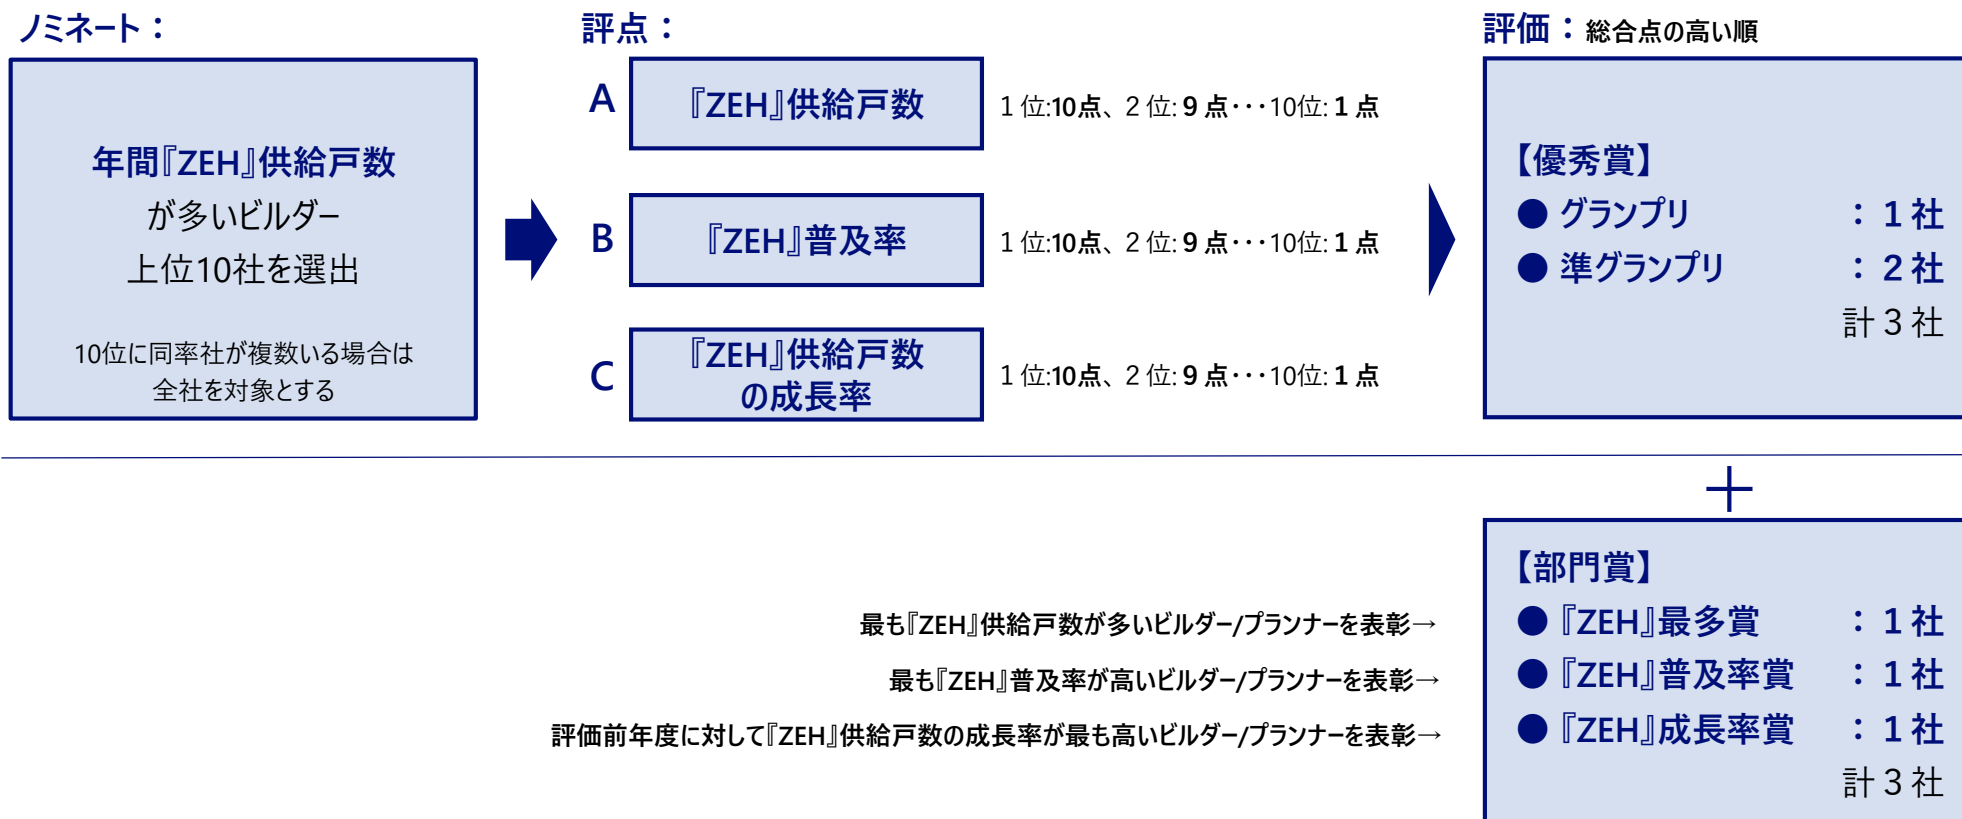 ノミネート：
年間『ZEH』供給戸数
が多いビルダー
上位10社を選出
10位に同率社が複数いる場合は
全社を対象とする
評点：
A 『ZEH』供給戸数 1位:10点、2位:9点･･･10位:1点
B 『ZEH』普及率 1位:10点、2位:9点･･･10位:1点
C 『ZEH』供給戸数
の成長率 1位:10点、2位:9点･･･10位:1点
評価：総合点の高い順
【優秀賞】
● グランプリ ：1社
● 準グランプリ ：2社
計3社
＋
最も『ZEH』供給戸数が多いビルダー/プランナーを表彰→
最も『ZEH』普及率が高いビルダー/プランナーを表彰→
評価前年度に対して『ZEH』供給戸数の成長率が最も高いビルダー/プランナーを表彰→
【部門賞】
● 『ZEH』最多賞 ：1社
● 『ZEH』普及率賞 ：1社
● 『ZEH』成長率賞 ：1社
計3社